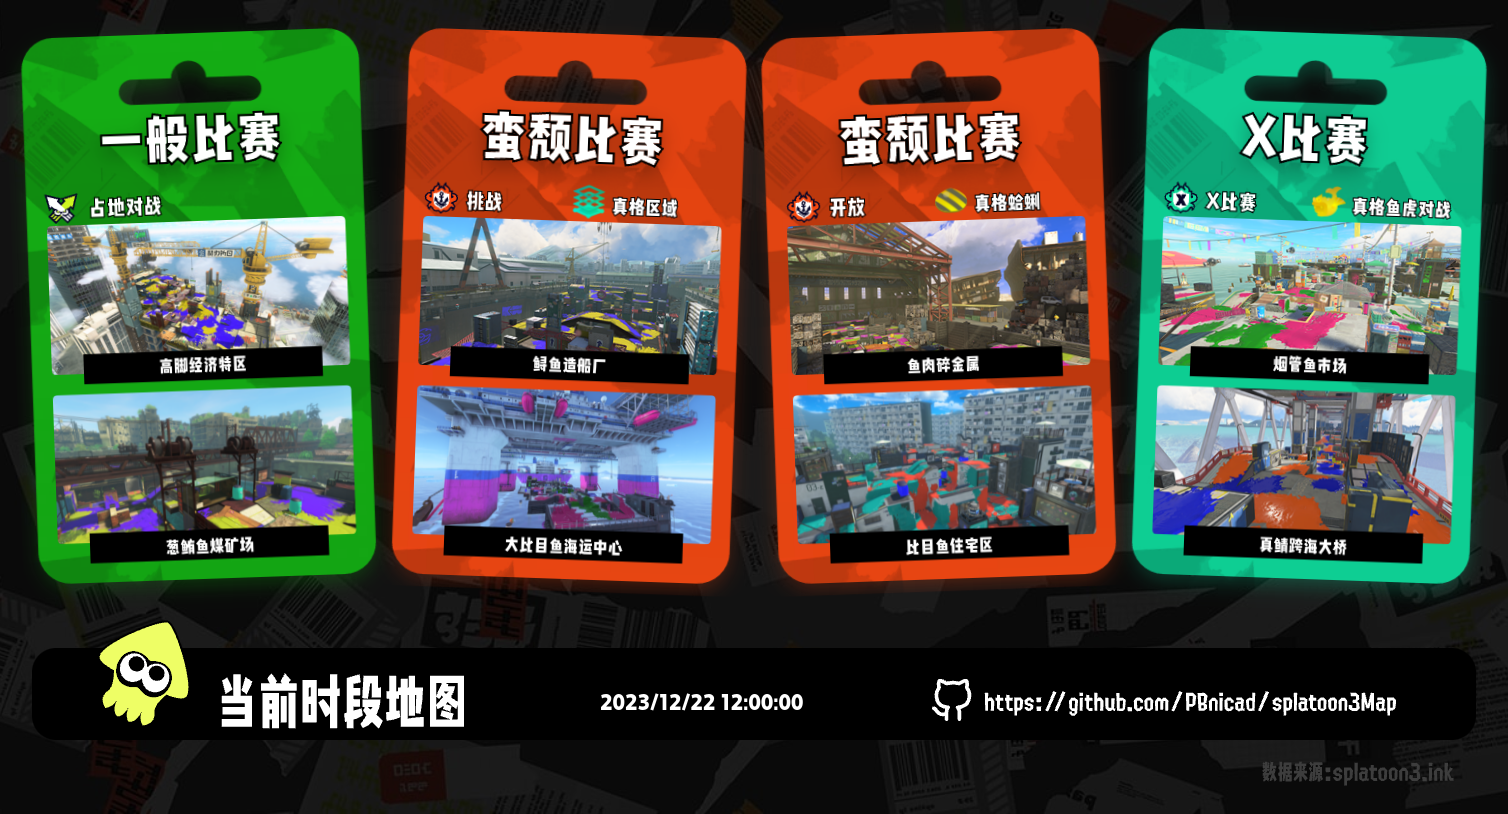 一般比赛
占地对战
高脚经济特区
葱鲔鱼煤矿场
蛮颓比赛
挑战
真格区域
鲟鱼造船厂
大比目鱼海运中心
蛮颓比赛
开放
真格蛤蜊
鱼肉碎金属
比目鱼住宅区
X比赛
X比赛
真格鱼虎对战
烟管鱼市场
真鲭跨海大桥
当前时段地图
2023/12/22 12:00:00
https://github.com/PBnicad/splatoon3Map
数据来源:splatoon3.ink